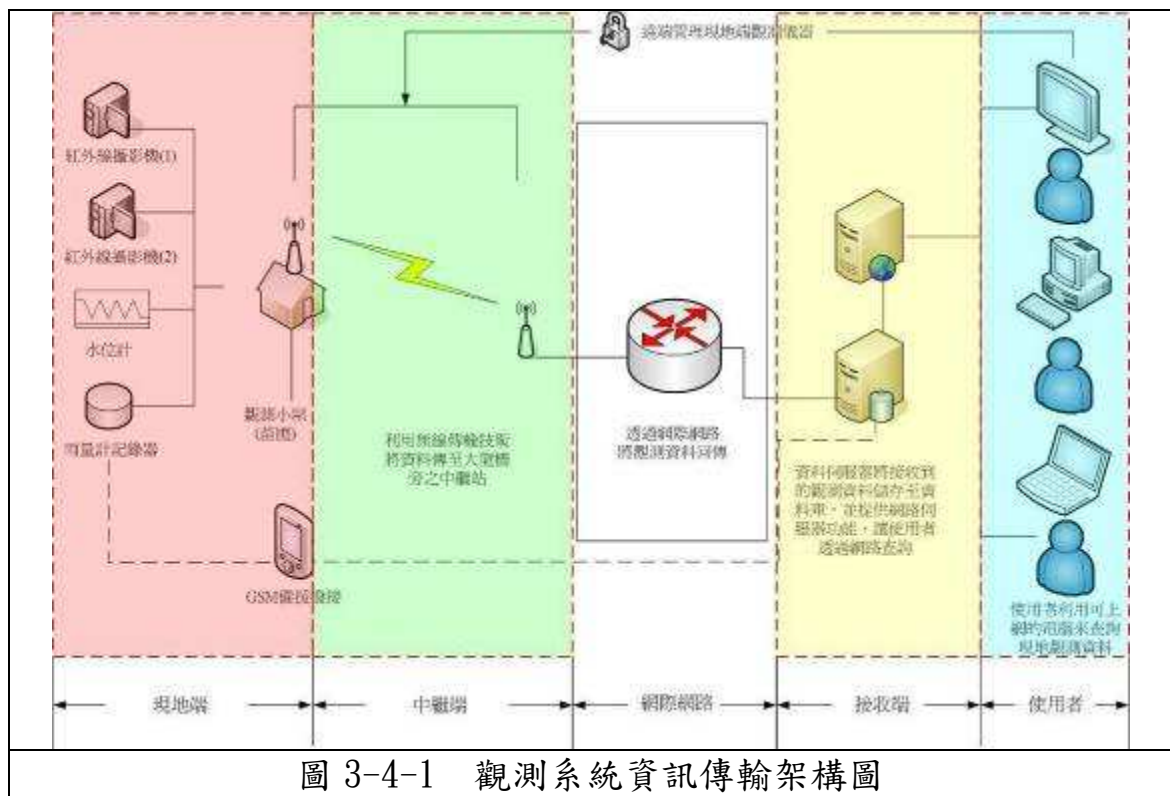 遠端管理現地端觀測儀器
紅外線攝影機(1)
紅外線攝影機(2)
水位計
雨量計記錄器
觀測小屋
GSM備援
利用無線傳輸技術
將資料傳至大
旁之中繼站
透過網際網路
將觀測資料回傳
資料伺服器將接收到
的觀測資料儲存至資
料庫，並提供網路伺
服器功能，讓使用者
透過網路查詢
使用者利用可上
網的電腦來查詢
現地觀測資料
現地端
中繼端
網際網路
接收端
使用者
圖 3-4-1 觀測系統資訊傳輸架構圖